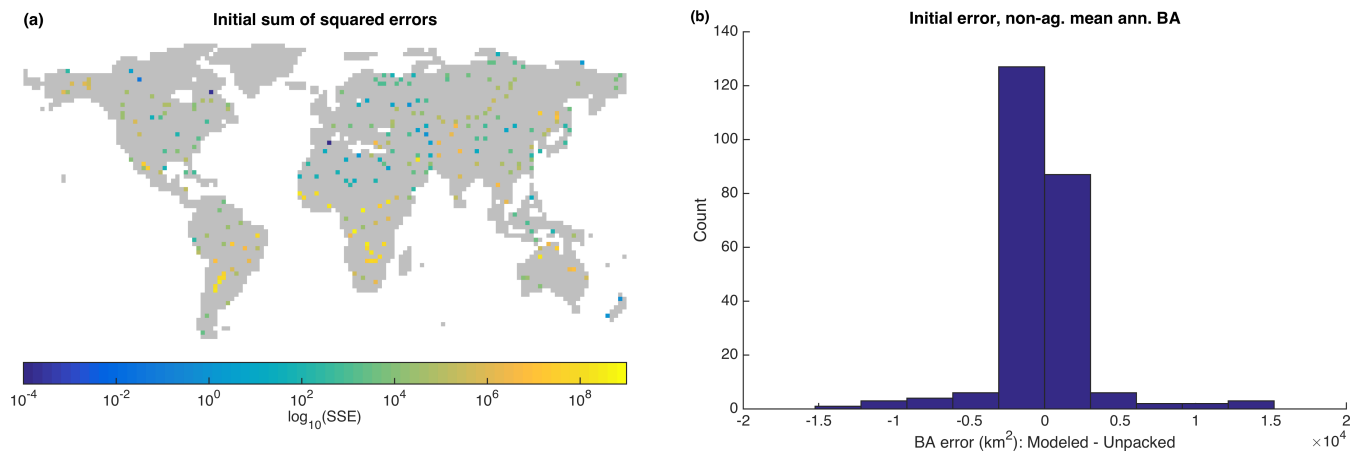 (a)
Initial sum of squared errors
10^-4 10^-2 10^0 10^2 10^4 10^6 10^8
log_10(SSE)
(b)
Initial error, non-ag. mean ann. BA
140
120
100
80
60
40
20
0
Count
-2 -1.5 -1 -0.5 0 0.5 1 1.5 2
BA error (km^2): Modeled - Unpacked
×10^4